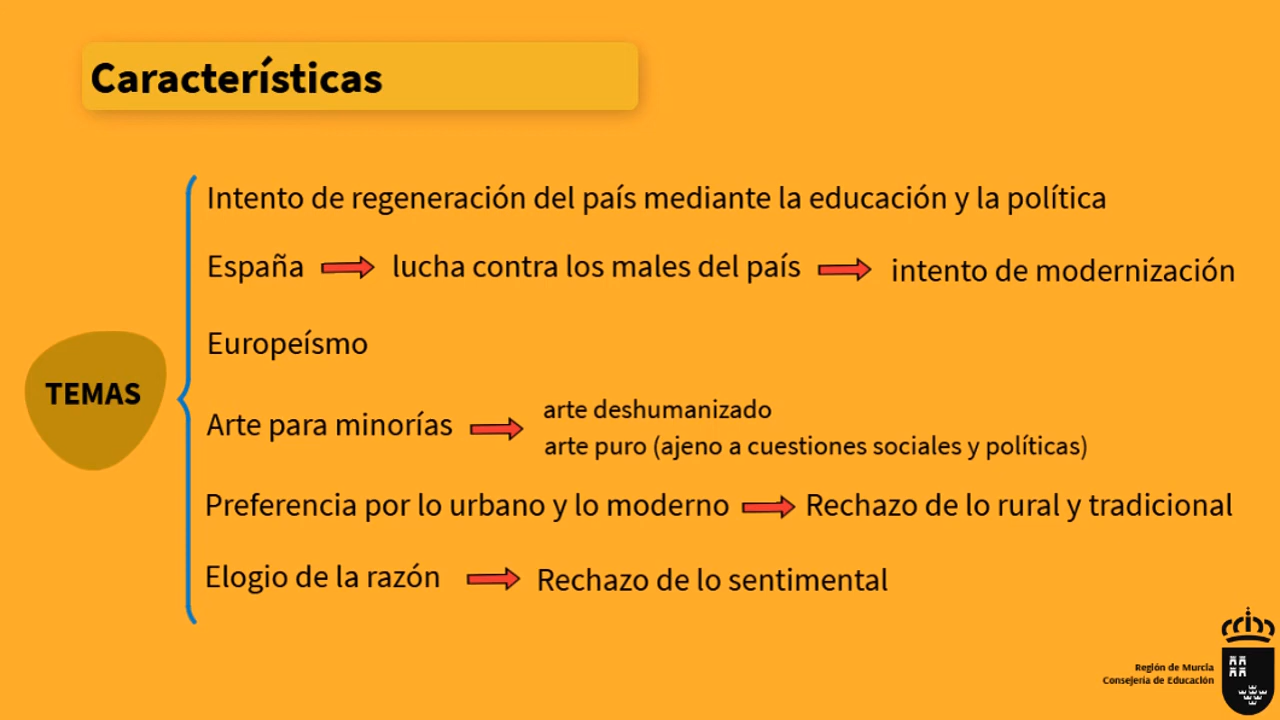 Características
Intento de regeneración del país mediante la educación y la política
España lucha contra los males del país intento de modernización
Europeísmo
TEMAS
Arte para minorías arte deshumanizado
arte puro (ajeno a cuestiones sociales y políticas)
Preferencia por lo urbano y lo moderno Rechazo de lo rural y tradicional
Elogio de la razón Rechazo de lo sentimental
Región de Murcia
Consejería de Educación